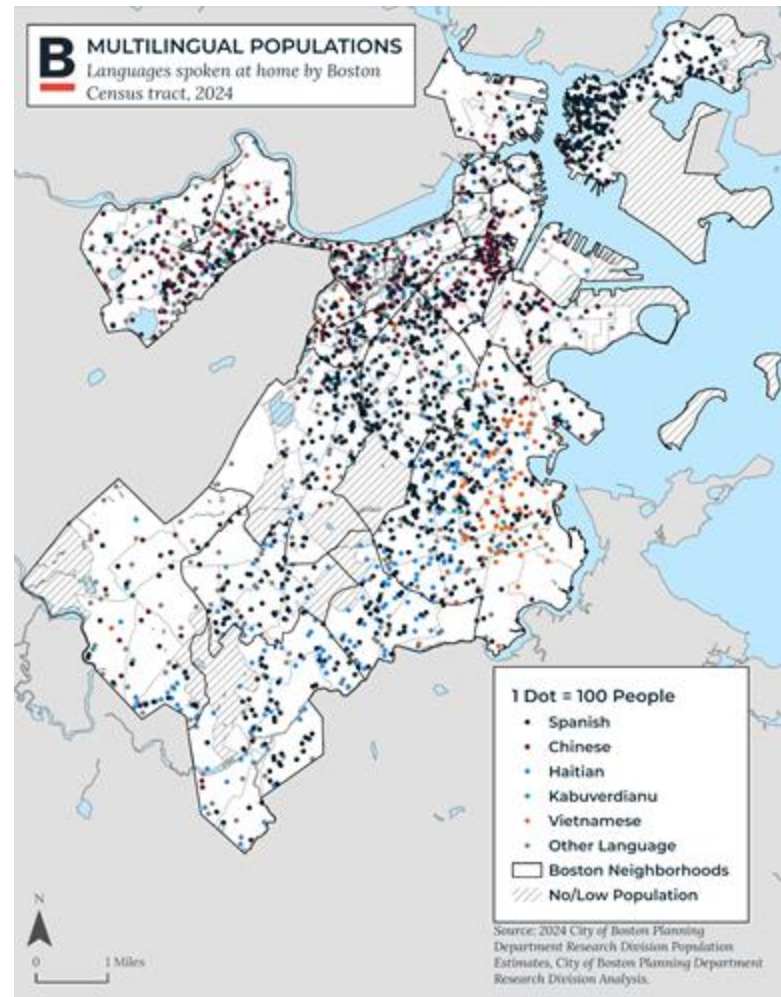 B
MULTILINGUAL POPULATIONS
Languages spoken at home by Boston
Census tract, 2024
1 Dot = 100 People
Spanish
Chinese
Haitian
Kabuverdianu
Vietnamese
Other Language
Boston Neighborhoods
No/Low Population
N
0 1 Miles
Source: 2024 City of Boston Planning
Department Research Division Population
Estimates, City of Boston Planning Department
Research Division Analysis.